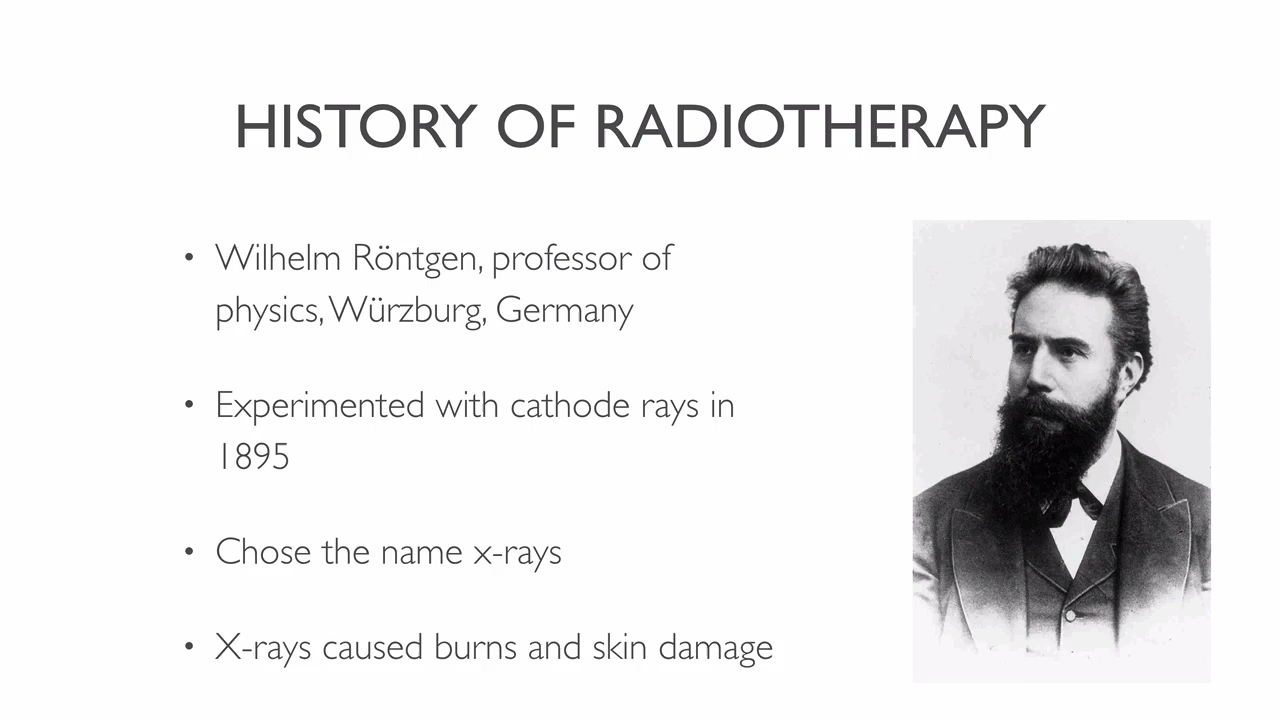 HISTORY OF RADIOTHERAPY
• Wilhelm Röntgen, professor of
physics, Würzburg, Germany
• Experimented with cathode rays in
1895
• Chose the name x-rays
• X-rays caused burns and skin damage